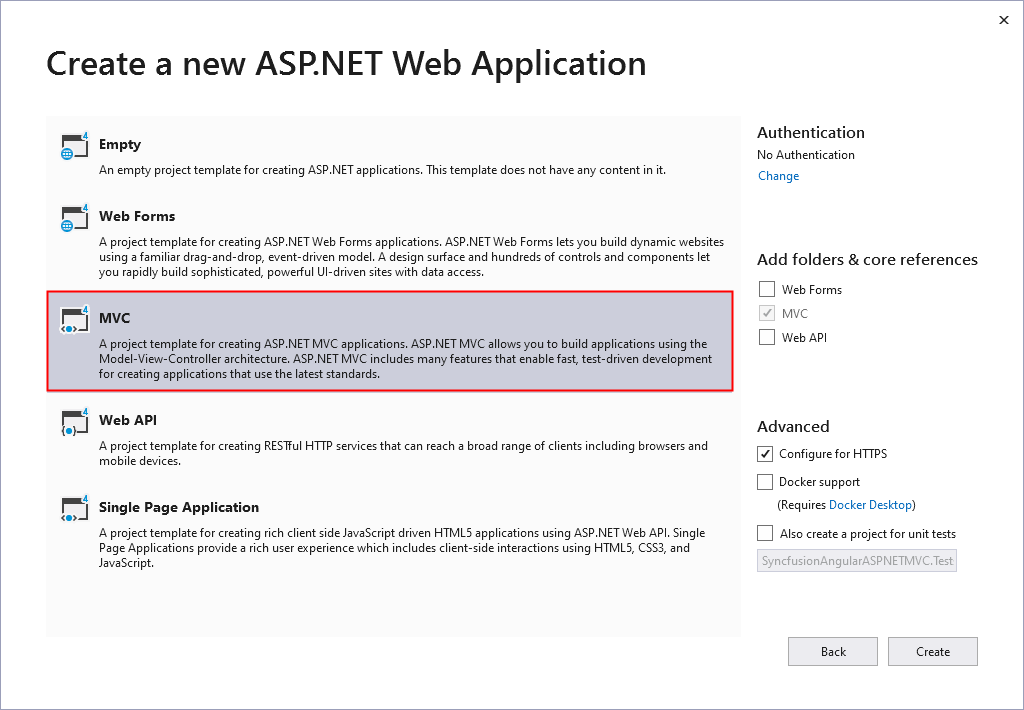 Create a new ASP.NET Web Application
4
Empty
An empty project template for creating ASP.NET applications. This template does not have any content in it.
4
Web Forms
A project template for creating ASP.NET Web Forms applications. ASP.NET Web Forms lets you build dynamic websites
using a familiar drag-and-drop, event-driven model. A design surface and hundreds of controls and components let
you rapidly build sophisticated, powerful UI-driven sites with data access.
4
MVC
A project template for creating ASP.NET MVC applications. ASP.NET MVC allows you to build applications using the
Model-View-Controller architecture. ASP.NET MVC includes many features that enable fast, test-driven development
for creating applications that use the latest standards.
4
Web API
A project template for creating RESTful HTTP services that can reach a broad range of clients including browsers and
mobile devices.
4
Single Page Application
A project template for creating rich client side JavaScript driven HTML5 applications using ASP.NET Web API. Single
Page Applications provide a rich user experience which includes client-side interactions using HTML5, CSS3, and
JavaScript.
Authentication
No Authentication
Change
Add folders & core references
Web Forms
MVC
Web API
Advanced
Configure for HTTPS
Docker support
(Requires Docker Desktop)
Also create a project for unit tests
SyncfusionAngularASPNETMVC.Test
Back
Create